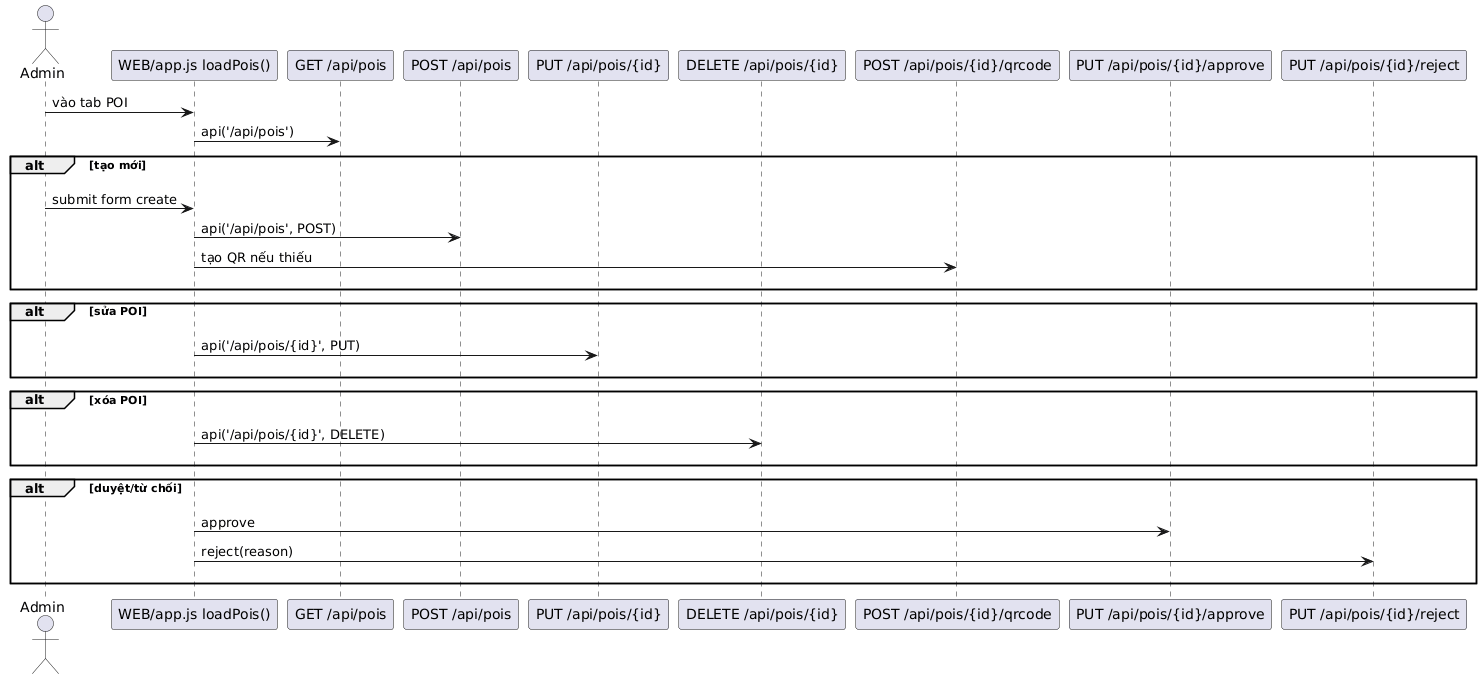 Admin
WEB/app.js loadPois()
GET /api/pois
POST /api/pois
PUT /api/pois/{id}
DELETE /api/pois/{id}
POST /api/pois/{id}/qrcode
PUT /api/pois/{id}/approve
PUT /api/pois/{id}/reject
vào tab POI
api('/api/pois')
alt [tạo mới]
submit form create
api('/api/pois', POST)
tạo QR nếu thiếu
alt [sửa POI]
api('/api/pois/{id}', PUT)
alt [xóa POI]
api('/api/pois/{id}', DELETE)
alt [duyệt/từ chối]
approve
reject(reason)
Admin
WEB/app.js loadPois()
GET /api/pois
POST /api/pois
PUT /api/pois/{id}
DELETE /api/pois/{id}
POST /api/pois/{id}/qrcode
PUT /api/pois/{id}/approve
PUT /api/pois/{id}/reject